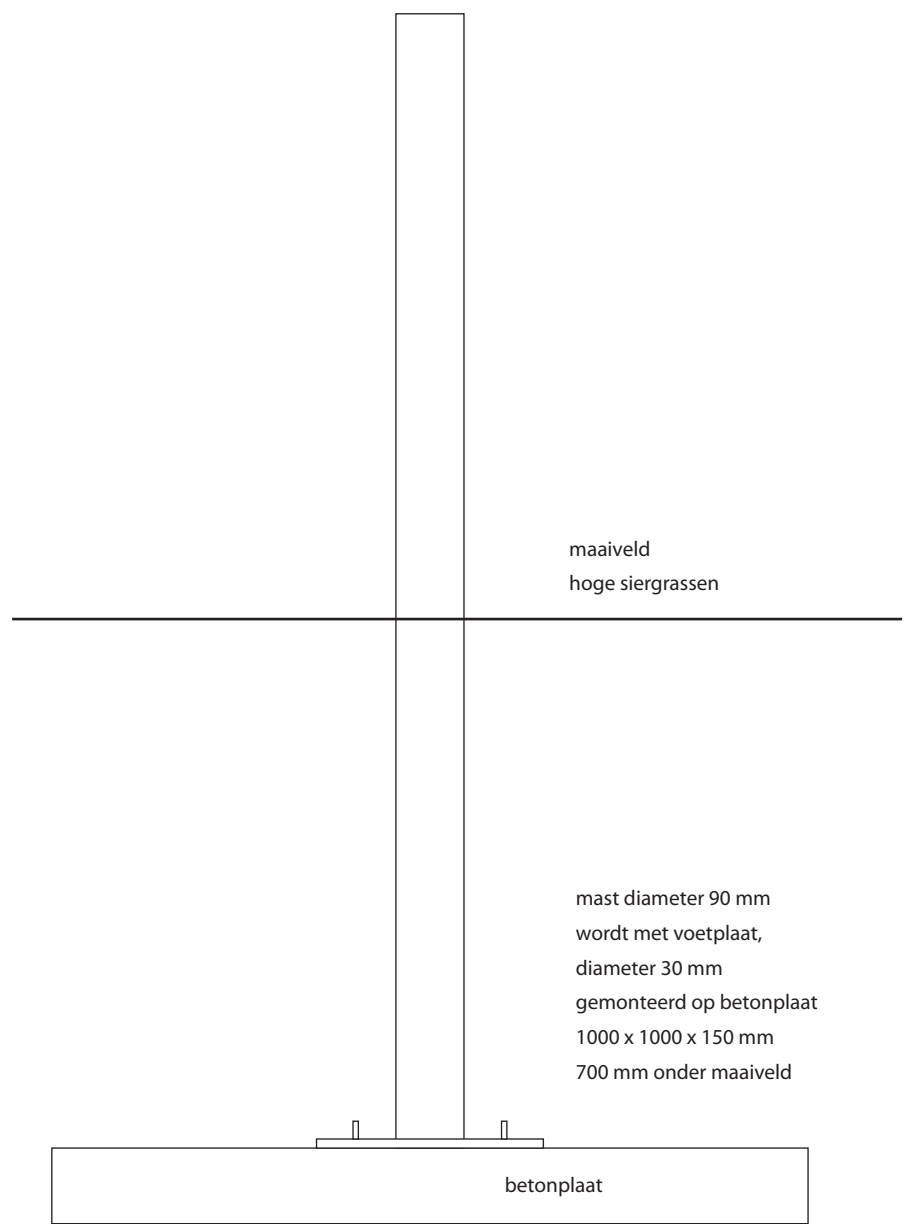 maaiveld
hoge siergrassen
mast diameter 90 mm
wordt met voetplaat,
diameter 30 mm
gemonteerd op betonplaat
1000 x 1000 x 150 mm
700 mm onder maaiveld
betonplaat